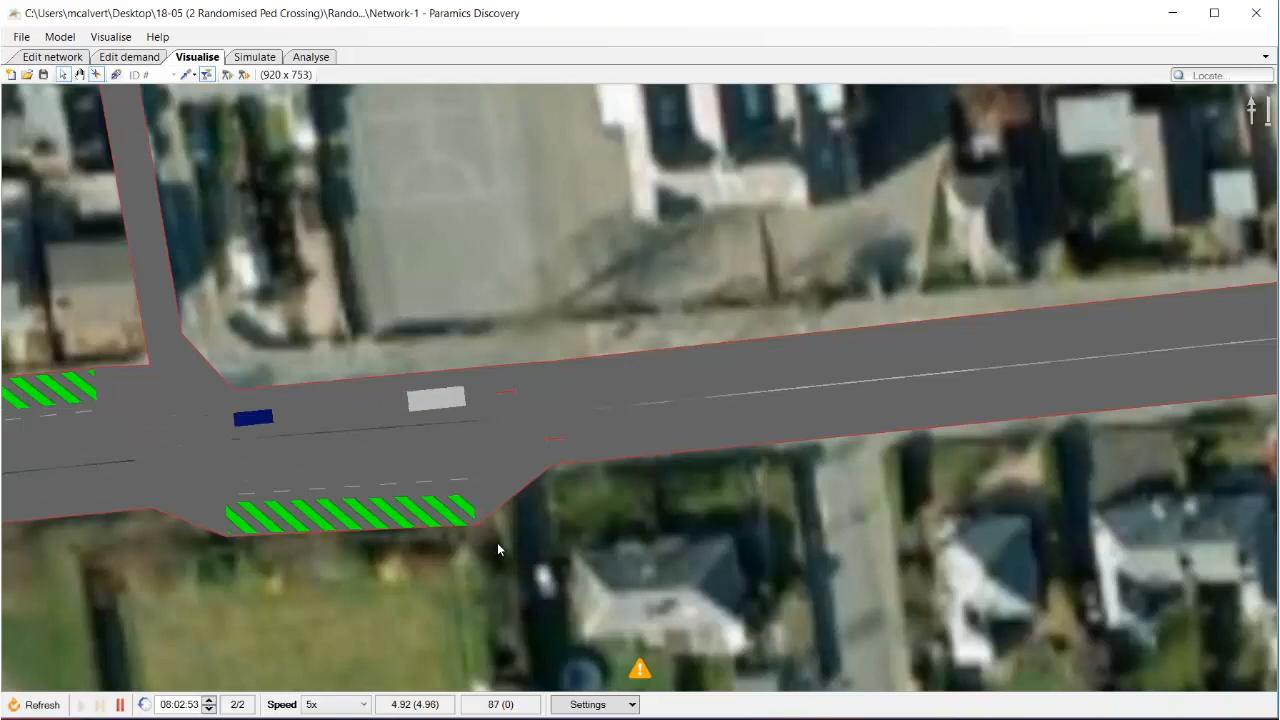 C:\Users\mcalvert\Desktop\18-05 (2 Randomised Ped Crossing)\Rando...\Network-1 - Paramics Discovery
File Model Visualise Help
Edit network Edit demand Visualise Simulate Analyse
ID # (920 x 753) Locate...
Refresh 08:02:53 2/2 Speed 5x 4.92 (4.98) 87 (0) Settings